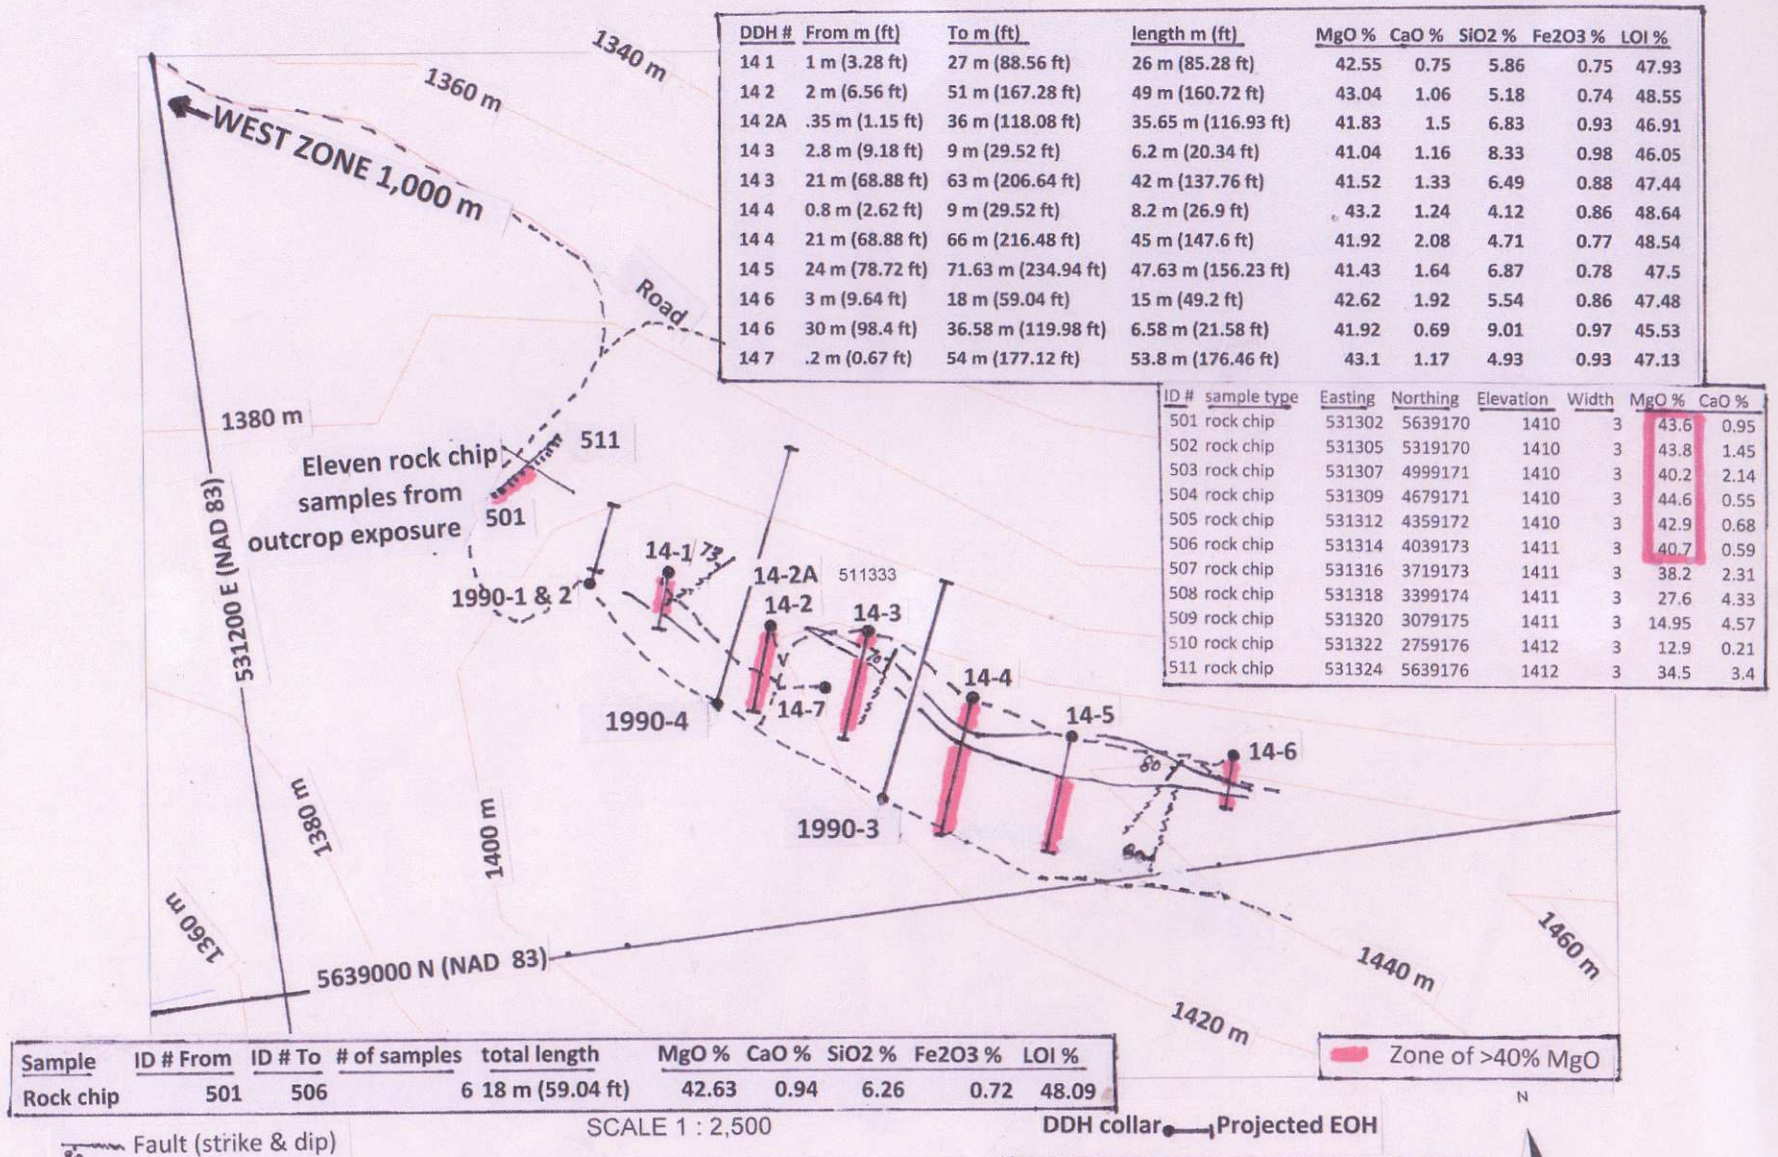 DDH # From m (ft) To m (ft) length m (ft) MgO % CaO % SiO2 % Fe2O3 % LOI %
14 1 1 m (3.28 ft) 27 m (88.56 ft) 26 m (85.28 ft) 42.55 0.75 5.86 0.75 47.93
14 2 2 m (6.56 ft) 51 m (167.28 ft) 49 m (160.72 ft) 43.04 1.06 5.18 0.74 48.55
14 2A .35 m (1.15 ft) 36 m (118.08 ft) 35.65 m (116.93 ft) 41.83 1.5 6.83 0.93 46.91
14 3 2.8 m (9.18 ft) 9 m (29.52 ft) 6.2 m (20.34 ft) 41.04 1.16 8.33 0.98 46.05
14 3 21 m (68.88 ft) 63 m (206.64 ft) 42 m (137.76 ft) 41.52 1.33 6.49 0.88 47.44
14 4 0.8 m (2.62 ft) 9 m (29.52 ft) 8.2 m (26.9 ft) 43.2 1.24 4.12 0.86 48.64
14 4 21 m (68.88 ft) 66 m (216.48 ft) 45 m (147.6 ft) 41.92 2.08 4.71 0.77 48.54
14 5 24 m (78.72 ft) 71.63 m (234.94 ft) 47.63 m (156.23 ft) 41.43 1.64 6.87 0.78 47.5
14 6 3 m (9.64 ft) 18 m (59.04 ft) 15 m (49.2 ft) 42.62 1.92 5.54 0.86 47.48
14 6 30 m (98.4 ft) 36.58 m (119.98 ft) 6.58 m (21.58 ft) 41.92 0.69 9.01 0.97 45.53
14 7 .2 m (0.67 ft) 54 m (177.12 ft) 53.8 m (176.46 ft) 43.1 1.17 4.93 0.93 47.13
ID # sample type Easting Northing Elevation Width MgO % CaO %
501 rock chip 531302 5639170 1410 3 43.6 0.95
502 rock chip 531305 5319170 1410 3 43.8 1.45
503 rock chip 531307 4999171 1410 3 40.2 2.14
504 rock chip 531309 4679171 1410 3 44.6 0.55
505 rock chip 531312 4359172 1410 3 42.9 0.68
506 rock chip 531314 4039173 1411 3 40.7 0.59
507 rock chip 531316 3719173 1411 3 38.2 2.31
508 rock chip 531318 3399174 1411 3 27.6 4.33
509 rock chip 531320 3079175 1411 3 14.95 4.57
510 rock chip 531322 2759176 1412 3 12.9 0.21
511 rock chip 531324 5639176 1412 3 34.5 3.4
1340 m
1360 m
WEST ZONE 1,000 m
Road
1380 m
511
Eleven rock chip
samples from
outcrop exposure
501
531200 E (NAD 83)
1990-1 & 2
14-1
73
14-2A
511333
14-2
14-3
70
14-7
1990-4
14-4
14-5
80
14-6
1990-3
80
1380 m
1400 m
1360 m
5639000 N (NAD 83)
1460 m
1440 m
1420 m
Sample ID # From ID # To # of samples total length MgO % CaO % SiO2 % Fe2O3 % LOI %
Rock chip 501 506 6 18 m (59.04 ft) 42.63 0.94 6.26 0.72 48.09
Zone of >40% MgO
N
SCALE 1 : 2,500
DDH collar Projected EOH
Fault (strike & dip)